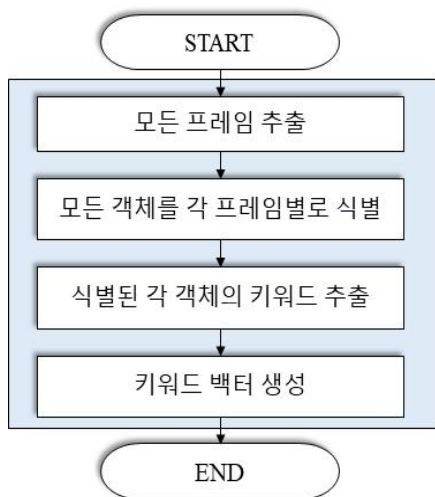 START
모든 프레임 추출
모든 객체를 각 프레임별로 식별
식별된 각 객체의 키워드 추출
키워드 백터 생성
END